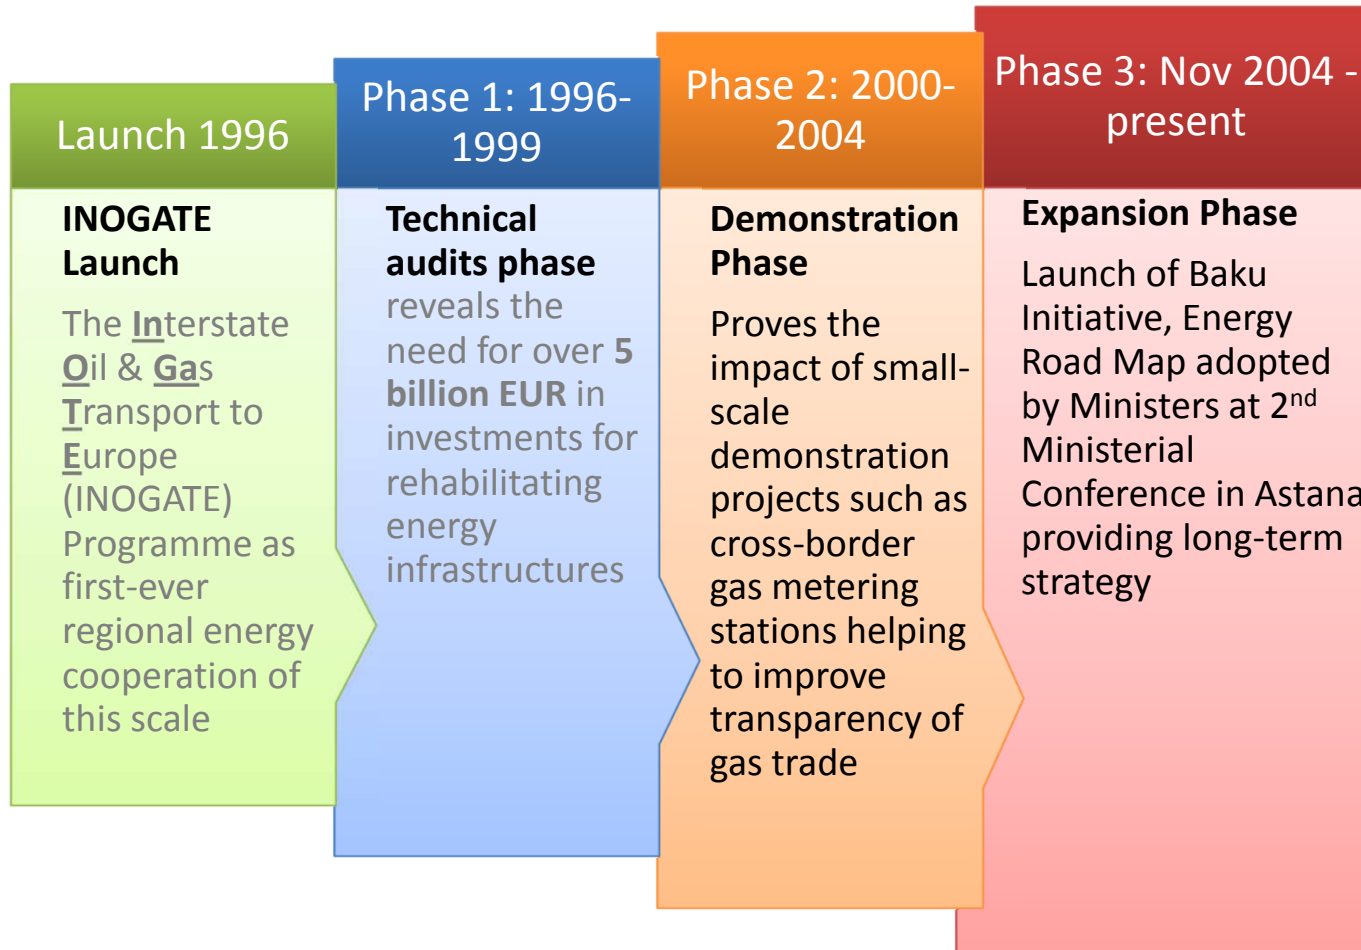 Launch 1996
INOGATE
Launch
The Interstate
Oil & Gas
Transport to
Europe
(INOGATE)
Programme as
first-ever
regional energy
cooperation of
this scale
Phase 1: 1996-
1999
Technical
audits phase
reveals the
need for over 5
billion EUR in
investments for
rehabilitating
energy
infrastructures
Phase 2: 2000-
2004
Demonstration
Phase
Proves the
impact of small-
scale
demonstration
projects such as
cross-border
gas metering
stations helping
to improve
transparency of
gas trade
Phase 3: Nov 2004 -
present
Expansion Phase
Launch of Baku
Initiative, Energy
Road Map adopted
by Ministers at 2nd
Ministerial
Conference in Astana
providing long-term
strategy